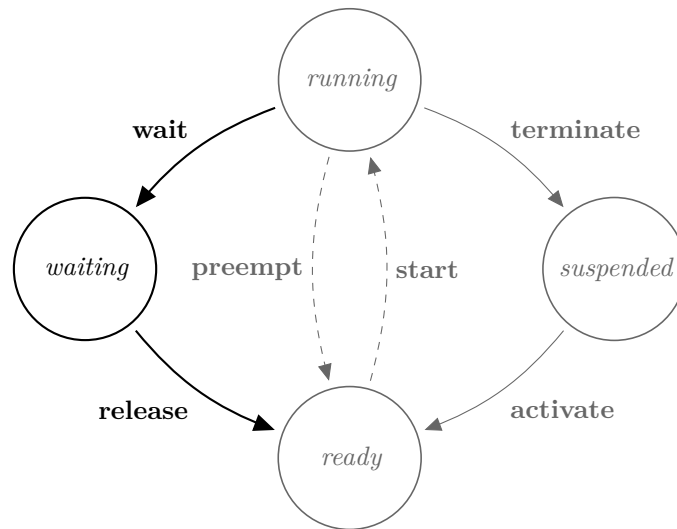 running
wait
terminate
waiting
preempt
start
suspended
release
activate
ready